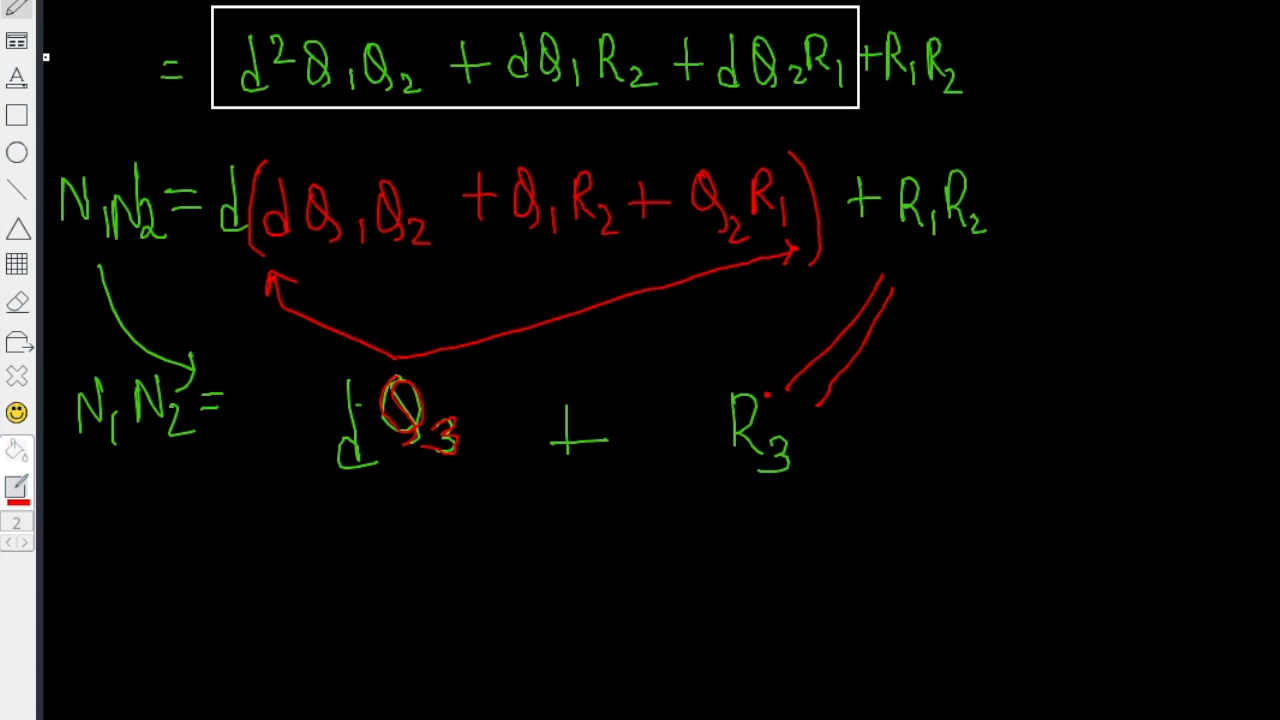 = d²Q₁Q₂ + dQ₁R₂ + dQ₂R₁ + R₁R₂
N₁N₂ = d(dQ₁Q₂ + Q₁R₂ + Q₂R₁) + R₁R₂
N₁N₂ = dQ₃ + R₃
2